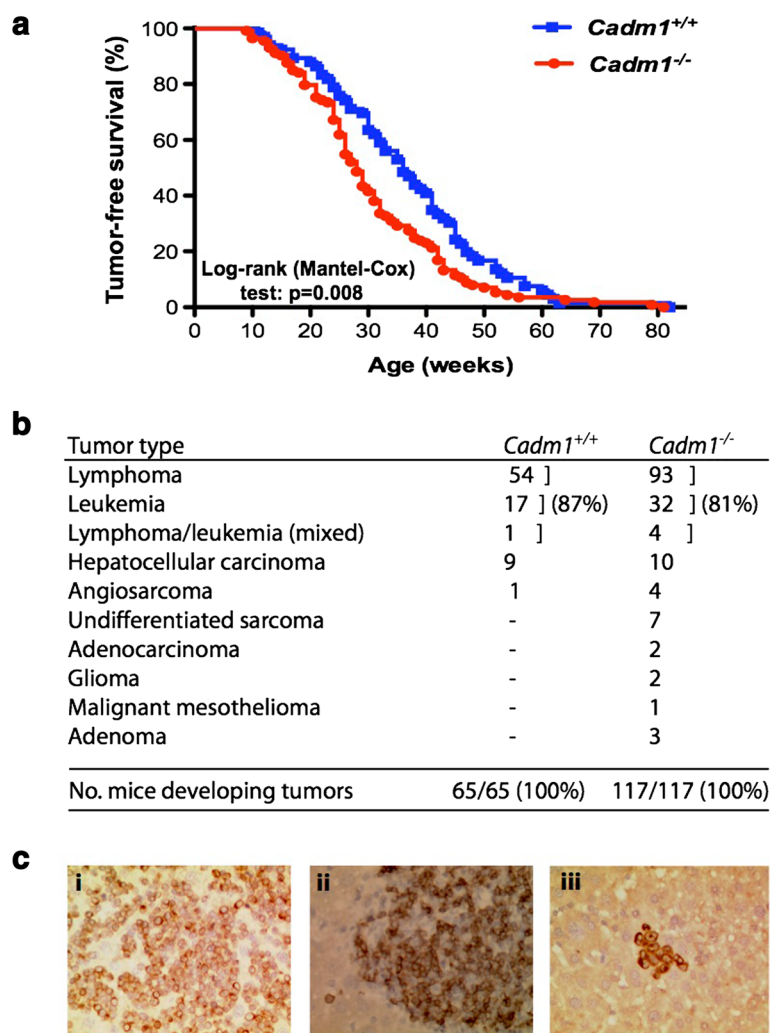 a
Cadm1+/+
Cadm1-/-
Tumor-free survival (%)
100
80
60
40
20
0
Log-rank (Mantel-Cox)
test: p=0.008
0 10 20 30 40 50 60 70 80
Age (weeks)
b
Tumor type Cadm1+/+ Cadm1-/-
Lymphoma 54 ] 93 ]
Leukemia 17 ] (87%) 32 ] (81%)
Lymphoma/leukemia (mixed) 1 ] 4 ]
Hepatocellular carcinoma 9 10
Angiosarcoma 1 4
Undifferentiated sarcoma - 7
Adenocarcinoma - 2
Glioma - 2
Malignant mesothelioma - 1
Adenoma - 3
No. mice developing tumors 65/65 (100%) 117/117 (100%)
c
i ii iii